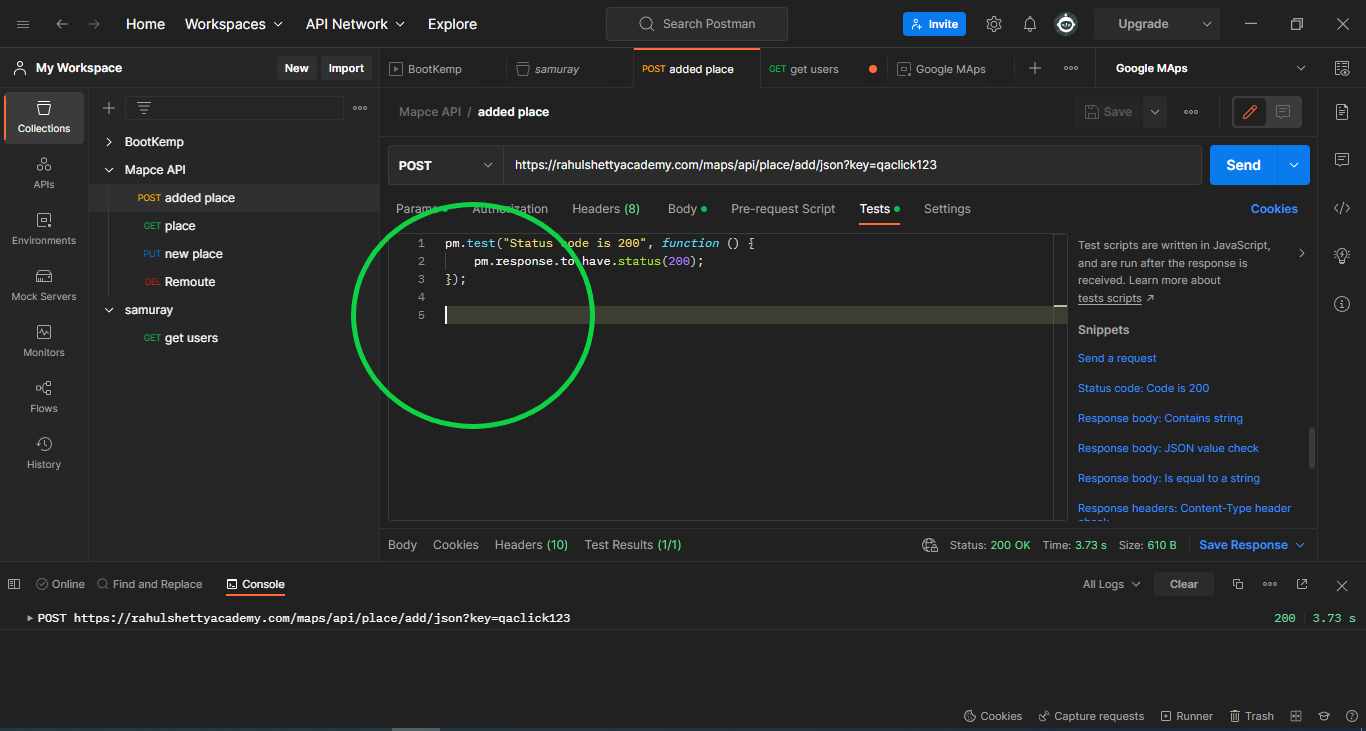 Home Workspaces API Network Explore Search Postman Invite Upgrade
My Workspace New Import BootKemp samuray POST added place GET get users Google MAps Google MAps
Collections
APIs
Environments
Mock Servers
Monitors
Flows
History
BootKemp
Mapce API
POST added place
GET place
PUT new place
DEL Remoute
samuray
GET get users
Mapce API / added place Save
POST https://rahulshettyacademy.com/maps/api/place/add/json?key=qaclick123 Send
Params Authorization Headers (8) Body Pre-request Script Tests Settings Cookies
1 pm.test("Status code is 200", function () {
2 pm.response.to.have.status(200);
3 });
4
5
Test scripts are written in JavaScript,
and are run after the response is
received. Learn more about
tests scripts
Snippets
Send a request
Status code: Code is 200
Response body: Contains string
Response body: JSON value check
Response body: Is equal to a string
Response headers: Content-Type header
check
Body Cookies Headers (10) Test Results (1/1) Status: 200 OK Time: 3.73 s Size: 610 B Save Response
Online Find and Replace Console All Logs Clear
POST https://rahulshettyacademy.com/maps/api/place/add/json?key=qaclick123 200 3.73 s
Cookies Capture requests Runner Trash